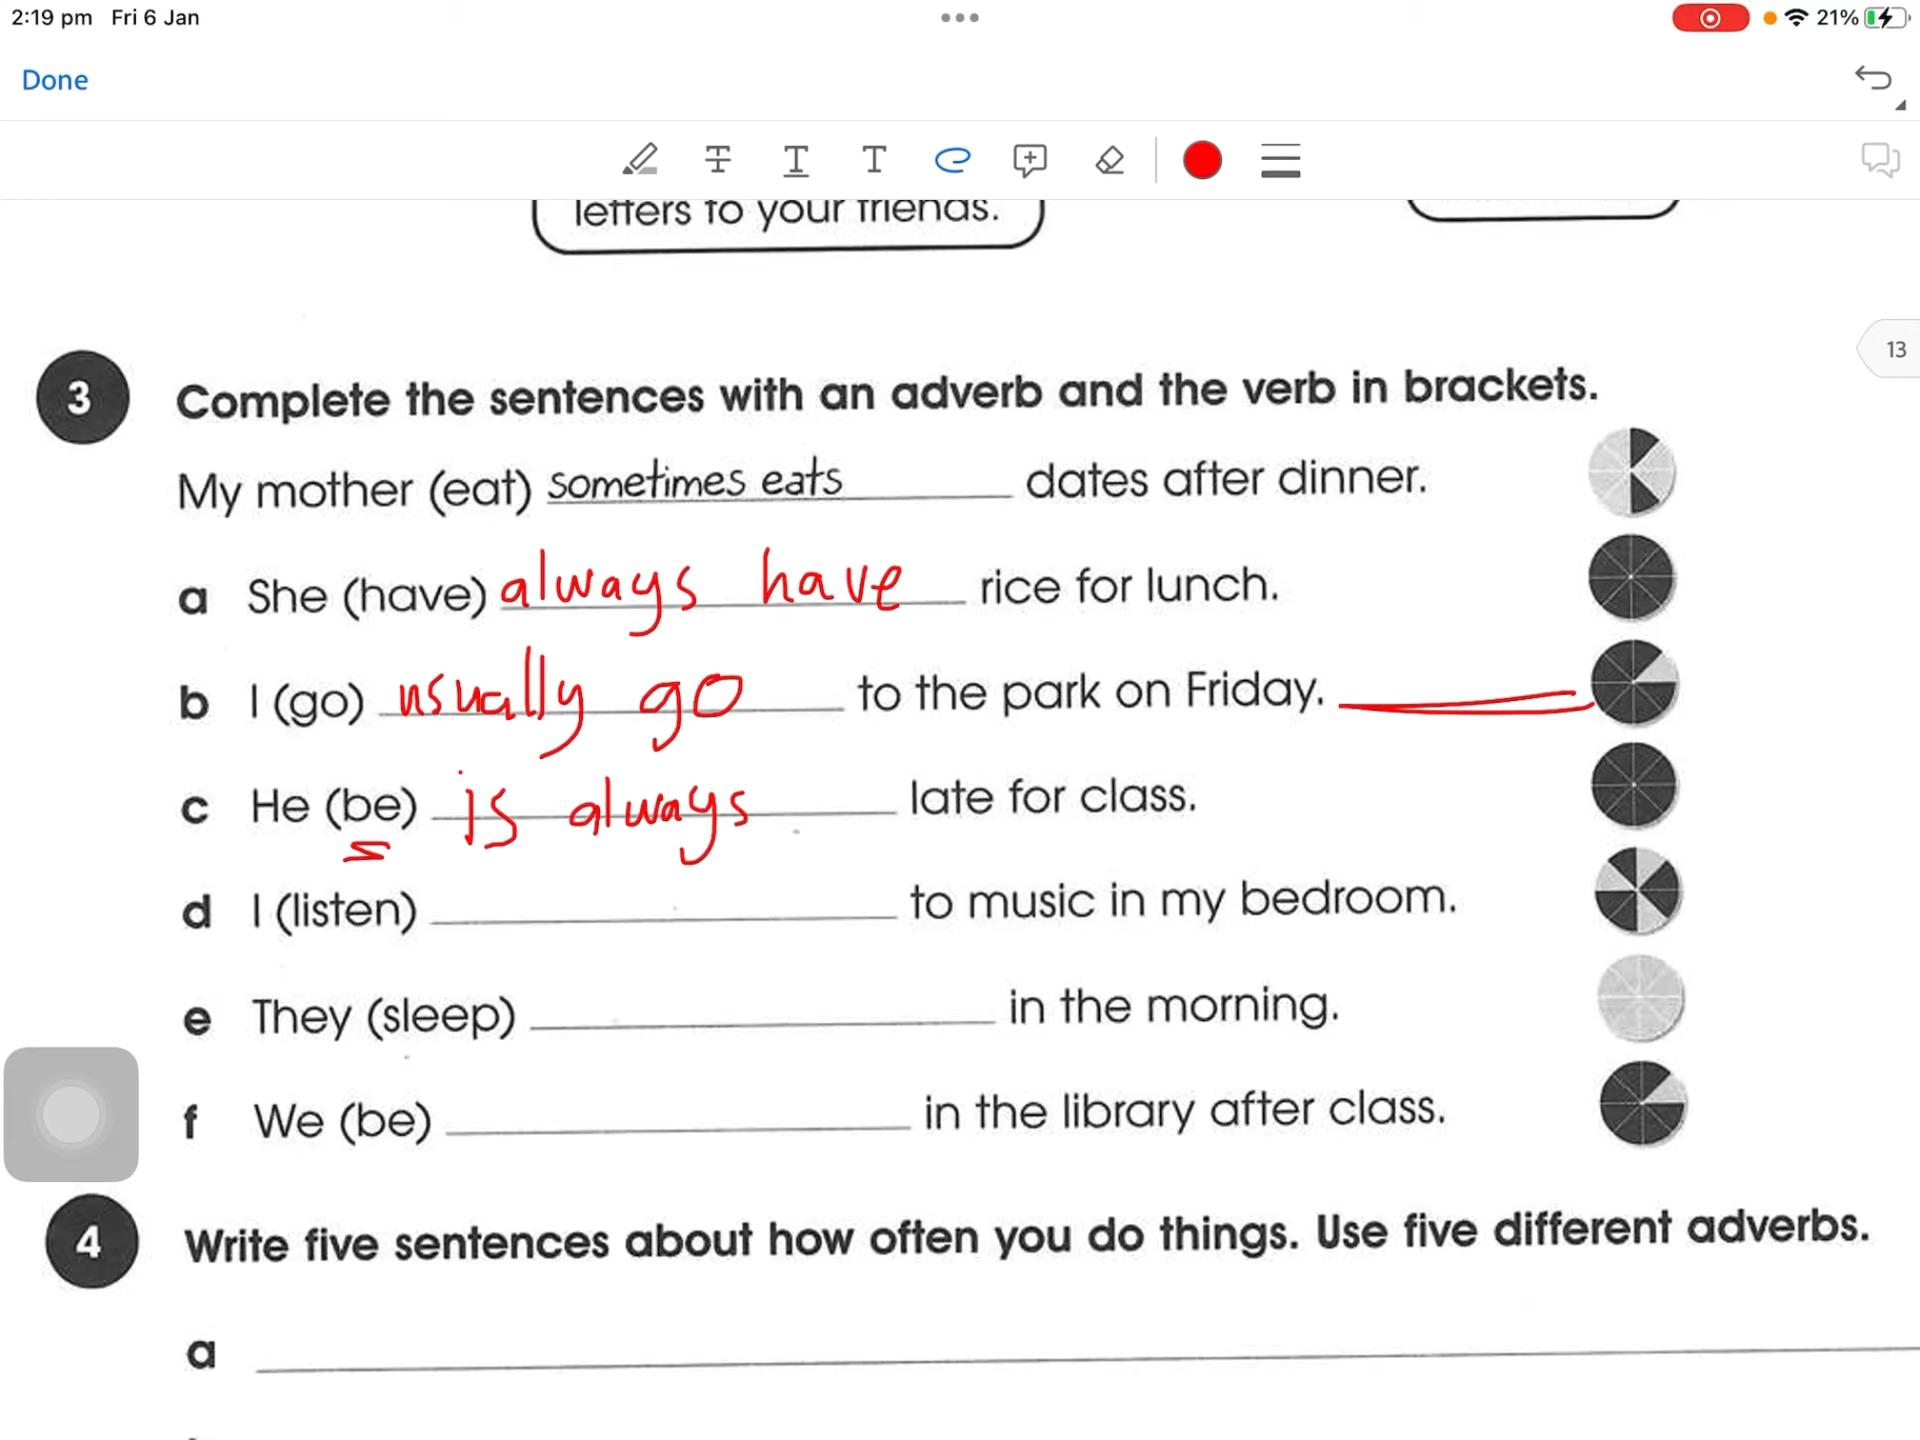 2:19 pm Fri 6 Jan
21%
Done
letters to your friends.
13
3 Complete the sentences with an adverb and the verb in brackets.
My mother (eat) sometimes eats dates after dinner.
a She (have) always have rice for lunch.
b I (go) usually go to the park on Friday.
c He (be) is always late for class.
d I (listen) to music in my bedroom.
e They (sleep) in the morning.
f We (be) in the library after class.
4 Write five sentences about how often you do things. Use five different adverbs.
a